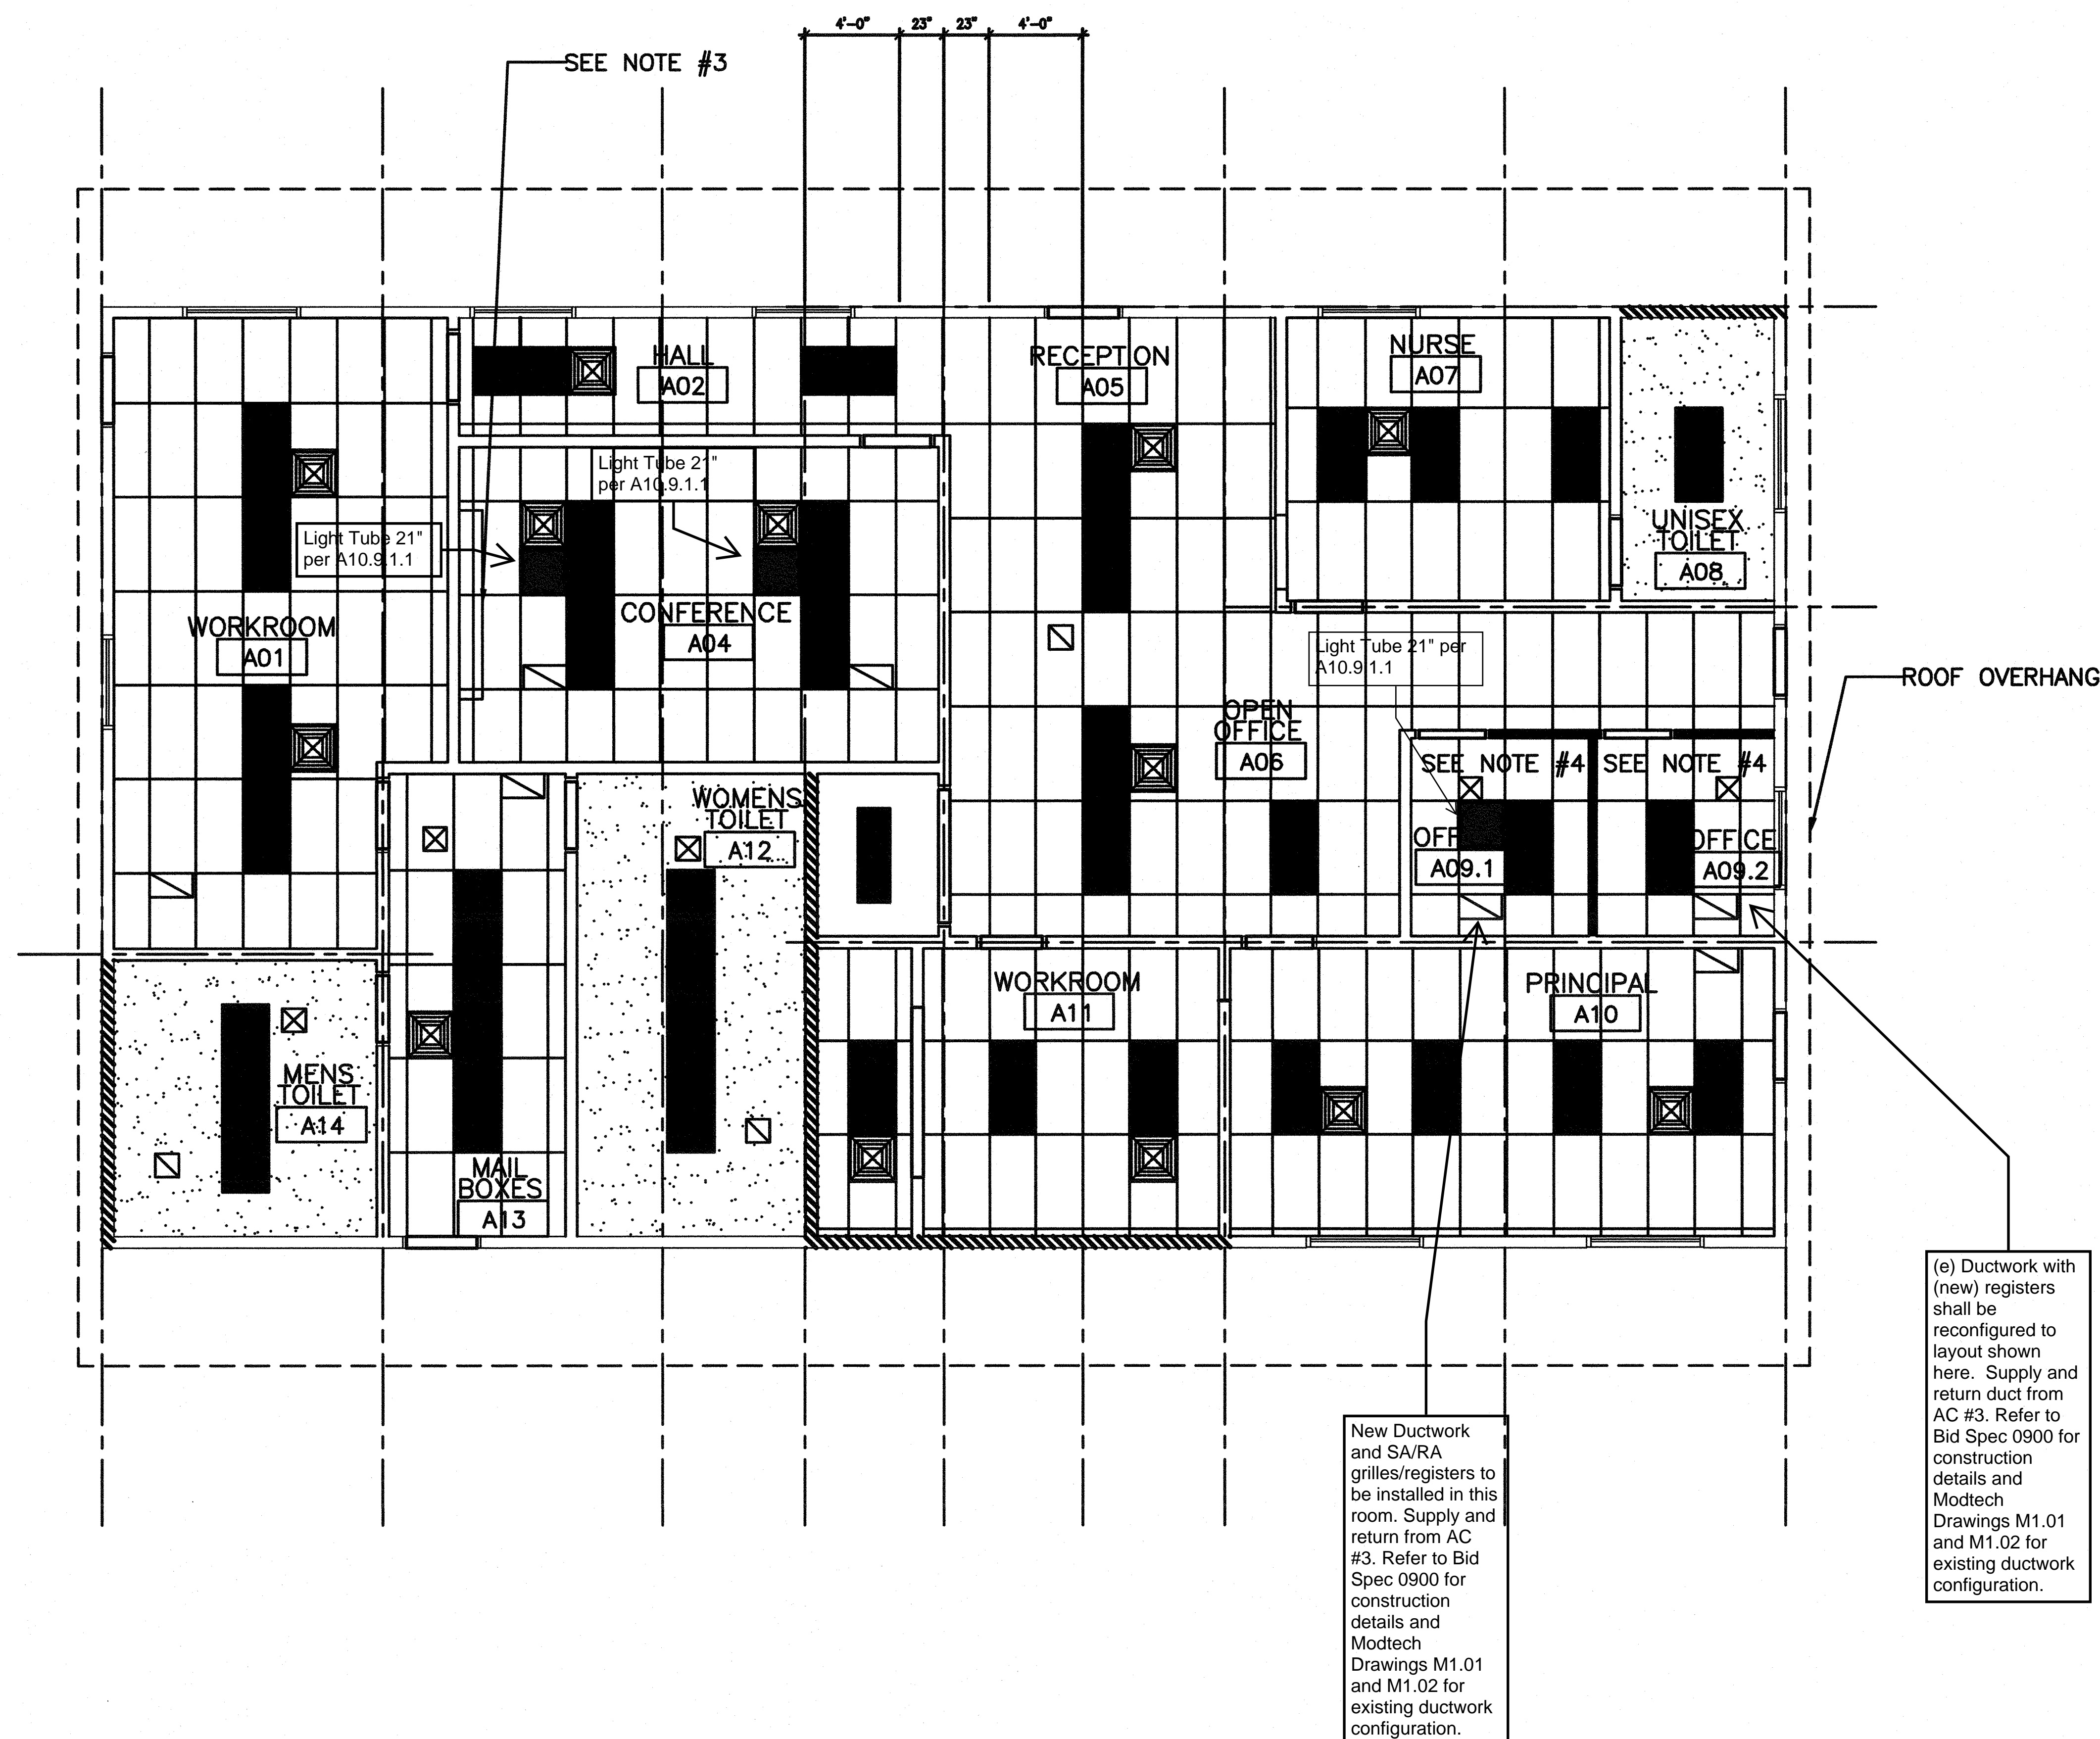 4'-0"
23"
23"
4'-0"
SEE NOTE #3
HALL
A02
RECEPTION
A05
NURSE
A07
Light Tube 21"
per A10.9.1.1
Light Tube 21"
per A10.9.1.1
UNISEX
TOILET
A08
WORKROOM
A01
CONFERENCE
A04
Light Tube 21" per
A10.9.1.1
ROOF OVERHANG
OPEN
OFFICE
A06
SEE NOTE #4
SEE NOTE #4
WOMENS
TOILET
A12
OFF
A09.1
OFFICE
A09.2
WORKROOM
A11
PRINCIPAL
A10
MENS
TOILET
A14
MAIL
BOXES
A13
(e) Ductwork with
(new) registers
shall be
reconfigured to
layout shown
here. Supply and
return duct from
AC #3. Refer to
Bid Spec 0900 for
construction
details and
Modtech
Drawings M1.01
and M1.02 for
existing ductwork
configuration.
New Ductwork
and SA/RA
grilles/registers to
be installed in this
room. Supply and
return from AC
#3. Refer to Bid
Spec 0900 for
construction
details and
Modtech
Drawings M1.01
and M1.02 for
existing ductwork
configuration.